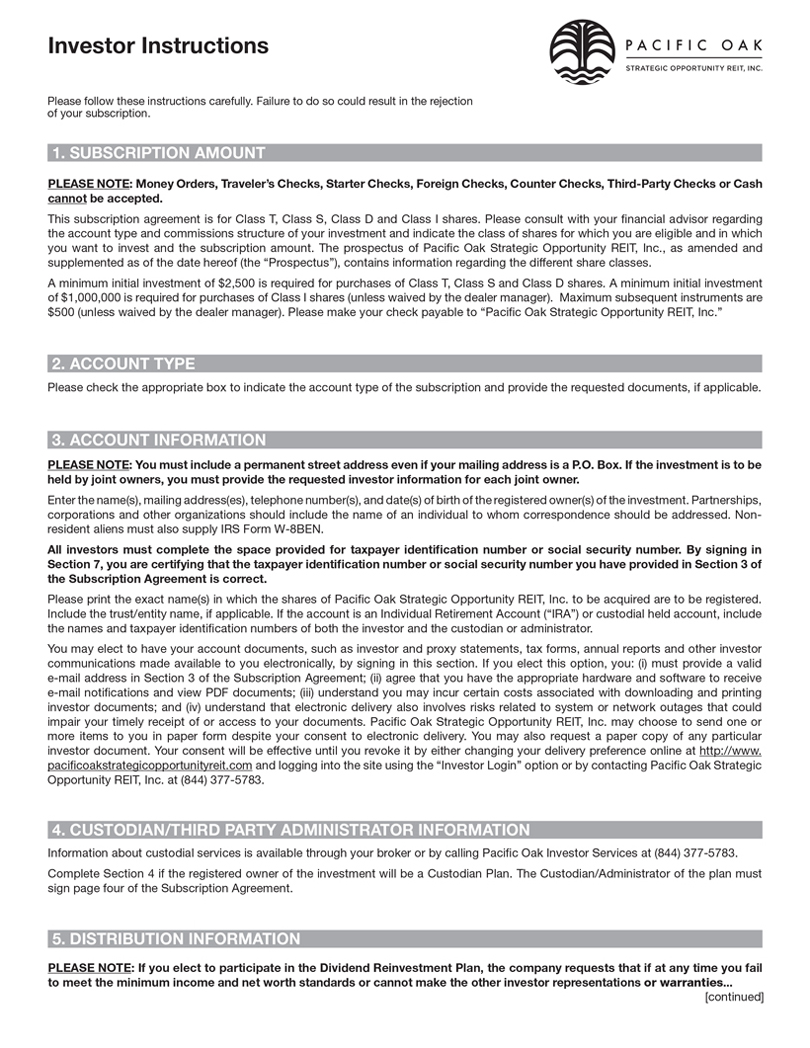 Investor Instructions
PACIFIC OAK
STRATEGIC OPPORTUNITY REIT, INC.
Please follow these instructions carefully. Failure to do so could result in the rejection
of your subscription.
1. SUBSCRIPTION AMOUNT
PLEASE NOTE: Money Orders, Traveler's Checks, Starter Checks, Foreign Checks, Counter Checks, Third-Party Checks or Cash
cannot be accepted.
This subscription agreement is for Class T, Class S, Class D and Class I shares. Please consult with your financial advisor regarding
the account type and commissions structure of your investment and indicate the class of shares for which you are eligible and in which
you want to invest and the subscription amount. The prospectus of Pacific Oak Strategic Opportunity REIT, Inc., as amended and
supplemented as of the date hereof (the “Prospectus”), contains information regarding the different share classes.
A minimum initial investment of $2,500 is required for purchases of Class T, Class S and Class D shares. A minimum initial investment
of $1,000,000 is required for purchases of Class I shares (unless waived by the dealer manager). Maximum subsequent instruments are
$500 (unless waived by the dealer manager). Please make your check payable to “Pacific Oak Strategic Opportunity REIT, Inc.”
2. ACCOUNT TYPE
Please check the appropriate box to indicate the account type of the subscription and provide the requested documents, if applicable.
3. ACCOUNT INFORMATION
PLEASE NOTE: You must include a permanent street address even if your mailing address is a P.O. Box. If the investment is to be
held by joint owners, you must provide the requested investor information for each joint owner.
Enter the name(s), mailing address(es), telephone number(s), and date(s) of birth of the registered owner(s) of the investment. Partnerships,
corporations and other organizations should include the name of an individual to whom correspondence should be addressed. Non-
resident aliens must also supply IRS Form W-8BEN.
All investors must complete the space provided for taxpayer identification number or social security number. By signing in
Section 7, you are certifying that the taxpayer identification number or social security number you have provided in Section 3 of
the Subscription Agreement is correct.
Please print the exact name(s) in which the shares of Pacific Oak Strategic Opportunity REIT, Inc. to be acquired are to be registered.
Include the trust/entity name, if applicable. If the account is an Individual Retirement Account (“IRA”) or custodial held account, include
the names and taxpayer identification numbers of both the investor and the custodian or administrator.
You may elect to have your account documents, such as investor and proxy statements, tax forms, annual reports and other investor
communications made available to you electronically, by signing in this section. If you elect this option, you: (i) must provide a valid
e-mail address in Section 3 of the Subscription Agreement; (ii) agree that you have the appropriate hardware and software to receive
e-mail notifications and view PDF documents; (iii) understand you may incur certain costs associated with downloading and printing
investor documents; and (iv) understand that electronic delivery also involves risks related to system or network outages that could
impair your timely receipt of or access to your documents. Pacific Oak Strategic Opportunity REIT, Inc. may choose to send one or
more items to you in paper form despite your consent to electronic delivery. You may also request a paper copy of any particular
investor document. Your consent will be effective until you revoke it by either changing your delivery preference online at http://www.
pacificoakstrategicopportunityreit.com and logging into the site using the “Investor Login” option or by contacting Pacific Oak Strategic
Opportunity REIT, Inc. at (844) 377-5783.
4. CUSTODIAN/THIRD PARTY ADMINISTRATOR INFORMATION
Information about custodial services is available through your broker or by calling Pacific Oak Investor Services at (844) 377-5783.
Complete Section 4 if the registered owner of the investment will be a Custodian Plan. The Custodian/Administrator of the plan must
sign page four of the Subscription Agreement.
5. DISTRIBUTION INFORMATION
PLEASE NOTE: If you elect to participate in the Dividend Reinvestment Plan, the company requests that if at any time you fail
to meet the minimum income and net worth standards or cannot make the other investor representations or warranties...
[continued]